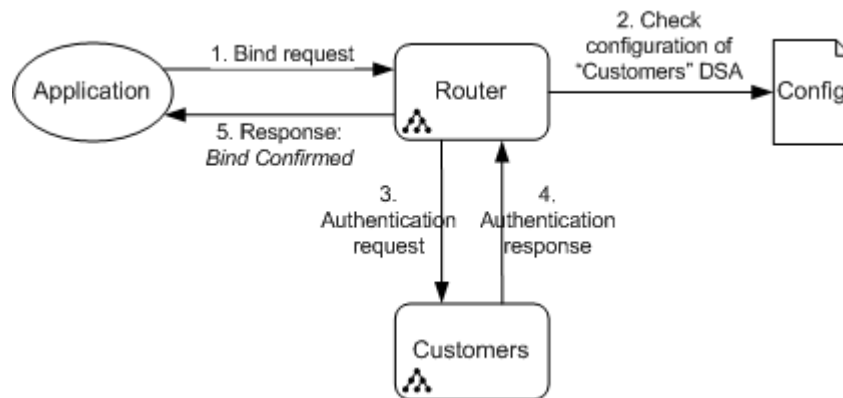 1. Bind request
2. Check
configuration of
“Customers” DSA
Application
Router
Config
5. Response:
Bind Confirmed
3.
Authentication
request
4.
Authentication
response
Customers